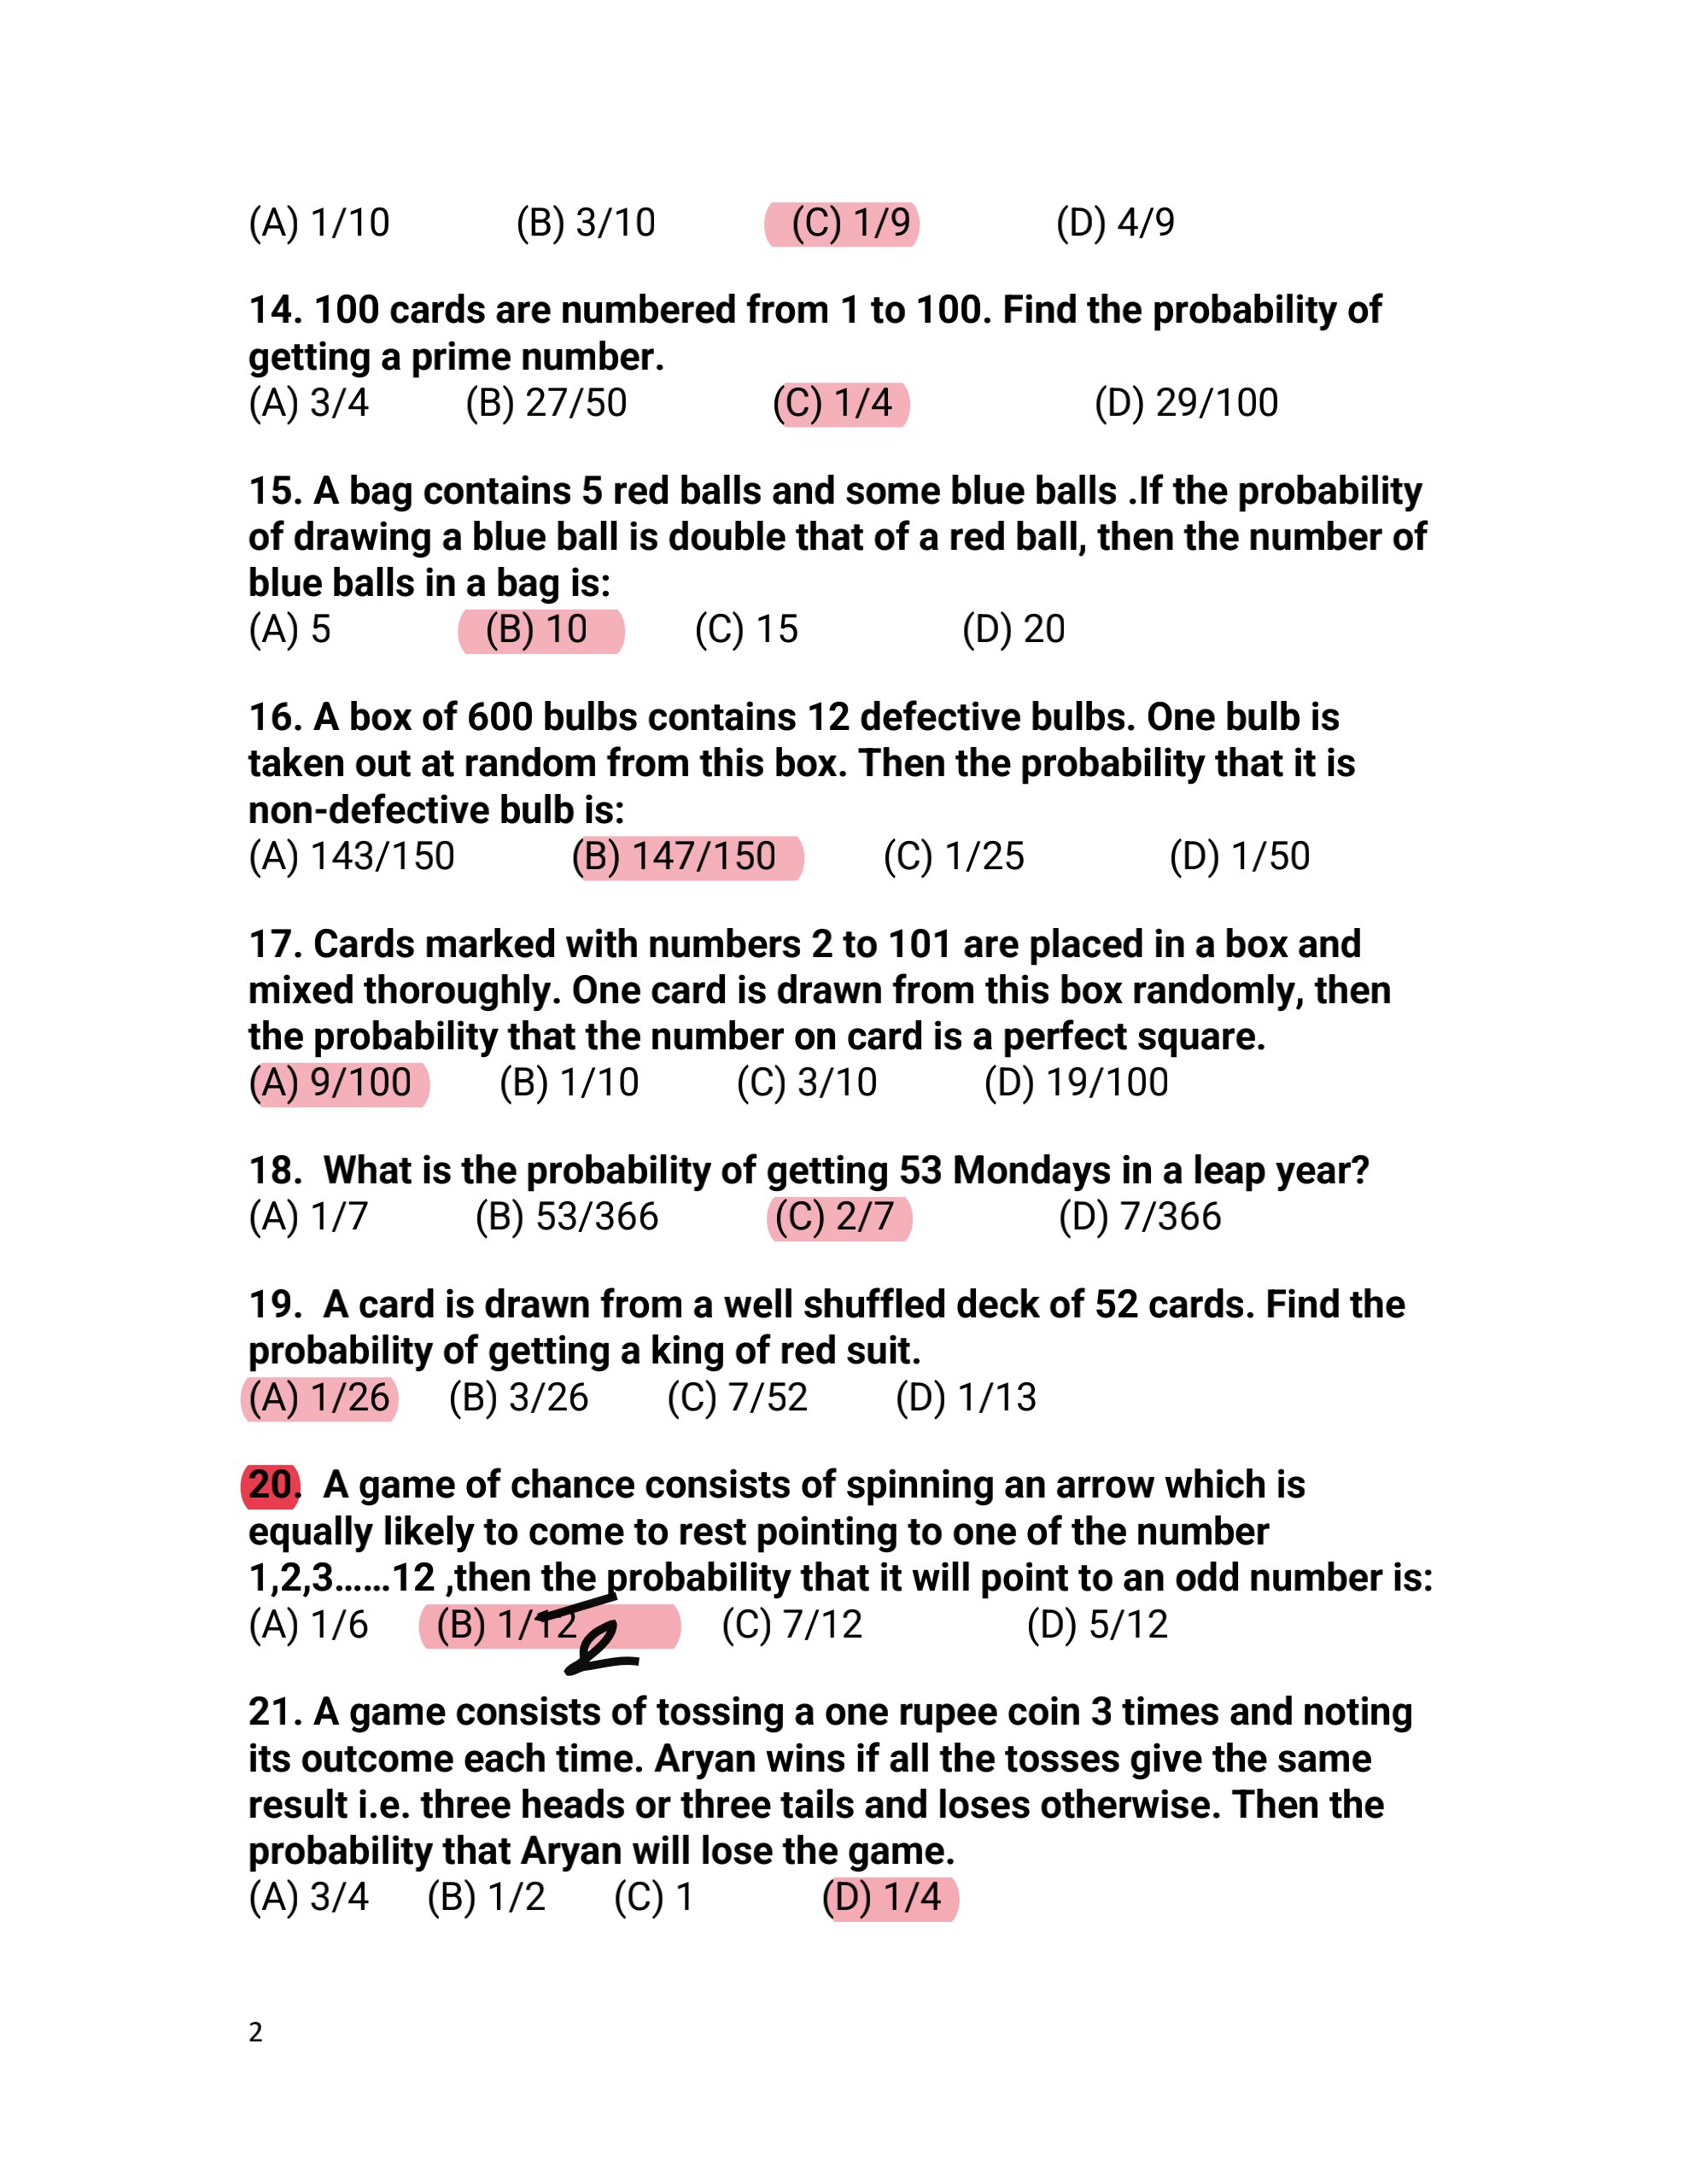 (A) 1/10 (B) 3/10 (C) 1/9 (D) 4/9
14. 100 cards are numbered from 1 to 100. Find the probability of
getting a prime number.
(A) 3/4 (B) 27/50 (C) 1/4 (D) 29/100
15. A bag contains 5 red balls and some blue balls .If the probability
of drawing a blue ball is double that of a red ball, then the number of
blue balls in a bag is:
(A) 5 (B) 10 (C) 15 (D) 20
16. A box of 600 bulbs contains 12 defective bulbs. One bulb is
taken out at random from this box. Then the probability that it is
non-defective bulb is:
(A) 143/150 (B) 147/150 (C) 1/25 (D) 1/50
17. Cards marked with numbers 2 to 101 are placed in a box and
mixed thoroughly. One card is drawn from this box randomly, then
the probability that the number on card is a perfect square.
(A) 9/100 (B) 1/10 (C) 3/10 (D) 19/100
18. What is the probability of getting 53 Mondays in a leap year?
(A) 1/7 (B) 53/366 (C) 2/7 (D) 7/366
19. A card is drawn from a well shuffled deck of 52 cards. Find the
probability of getting a king of red suit.
(A) 1/26 (B) 3/26 (C) 7/52 (D) 1/13
20. A game of chance consists of spinning an arrow which is
equally likely to come to rest pointing to one of the number
1,2,3......12 ,then the probability that it will point to an odd number is:
(A) 1/6 (B) 1/12 (C) 7/12 (D) 5/12
2
21. A game consists of tossing a one rupee coin 3 times and noting
its outcome each time. Aryan wins if all the tosses give the same
result i.e. three heads or three tails and loses otherwise. Then the
probability that Aryan will lose the game.
(A) 3/4 (B) 1/2 (C) 1 (D) 1/4
2